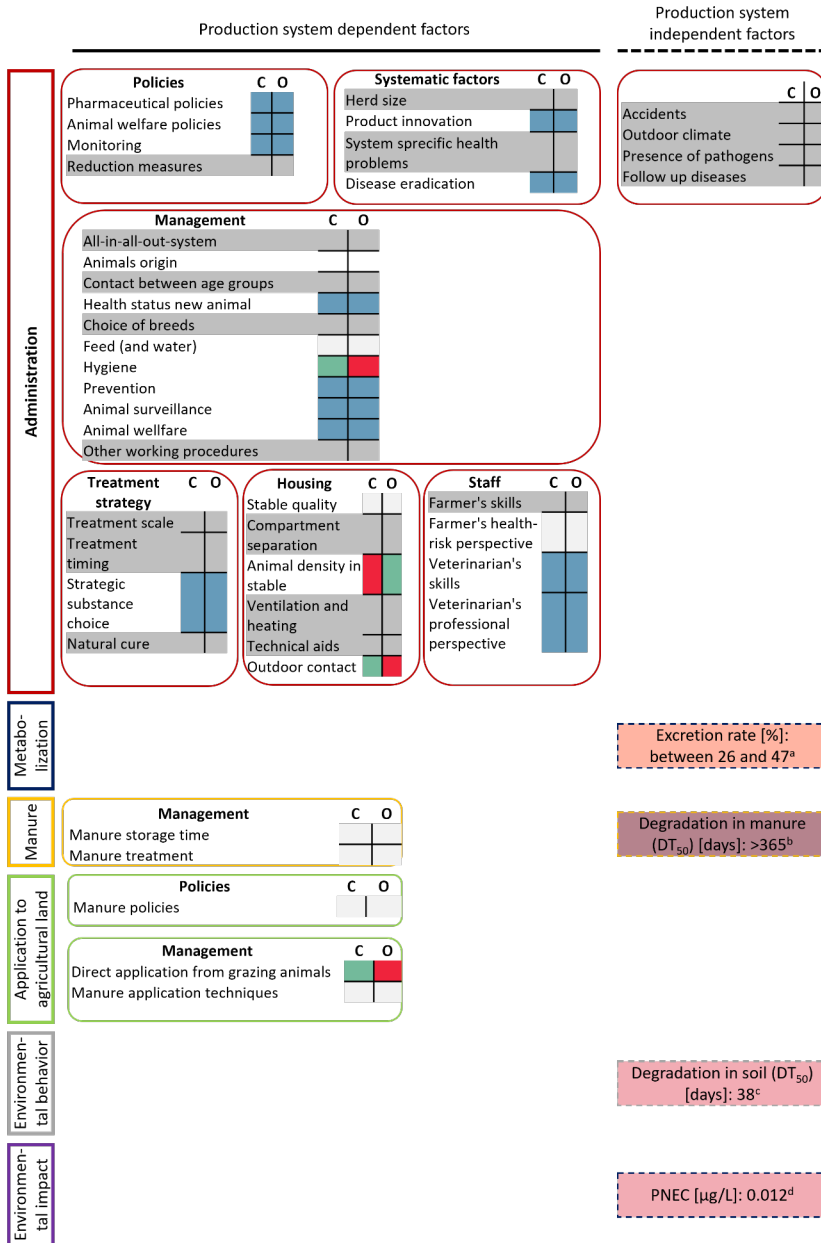 Production system dependent factors
Production system
independent factors
Administration
Policies
C O
Pharmaceutical policies
Animal welfare policies
Monitoring
Reduction measures
Systematic factors
C O
Herd size
Product innovation
System sprecific health
problems
Disease eradication
C O
Accidents
Outdoor climate
Presence of pathogens
Follow up diseases
Management
C O
All-in-all-out-system
Animals origin
Contact between age groups
Health status new animal
Choice of breeds
Feed (and water)
Hygiene
Prevention
Animal surveillance
Animal wellfare
Other working procedures
Treatment
strategy
C O
Treatment scale
Treatment
timing
Strategic
substance
choice
Natural cure
Housing
C O
Stable quality
Compartment
separation
Animal density in
stable
Ventilation and
heating
Technical aids
Outdoor contact
Staff
C O
Farmer's skills
Farmer's health-
risk perspective
Veterinarian's
skills
Veterinarian's
professional
perspective
Metabo-
lization
Excretion rate [%]:
between 26 and 47ᵃ
Manure
Management
C O
Manure storage time
Manure treatment
Degradation in manure
(DT₅₀) [days]: >365ᵇ
Application to
agricultural land
Policies
C O
Manure policies
Management
C O
Direct application from grazing animals
Manure application techniques
Environmen-
tal behavior
Degradation in soil (DT₅₀)
[days]: 38ᶜ
Environmen-
tal impact
PNEC [µg/L]: 0.012ᵈ